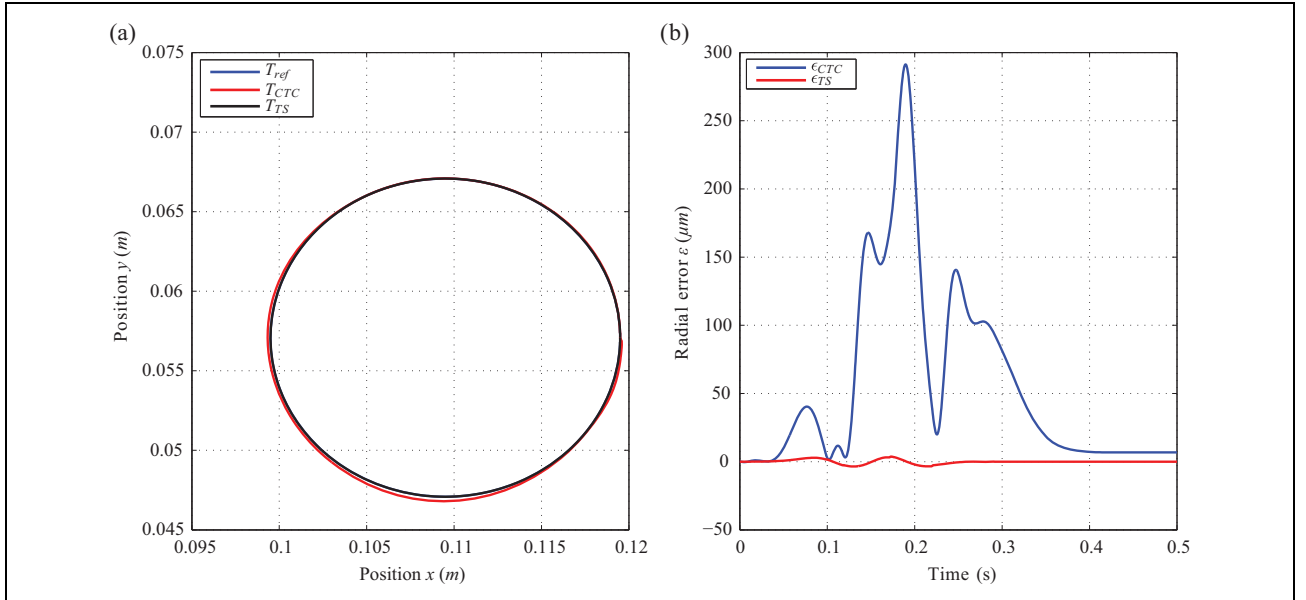 (a)
0.075
0.07
0.065
0.06
0.055
0.05
0.045
Position y (m)
T_ref
T_CTC
T_TS
0.095
0.1
0.105
0.11
0.115
0.12
Position x (m)
(b)
300
250
200
150
100
50
0
−50
Radial error ε (μm)
ϵ_CTC
ϵ_TS
0
0.1
0.2
0.3
0.4
0.5
Time (s)